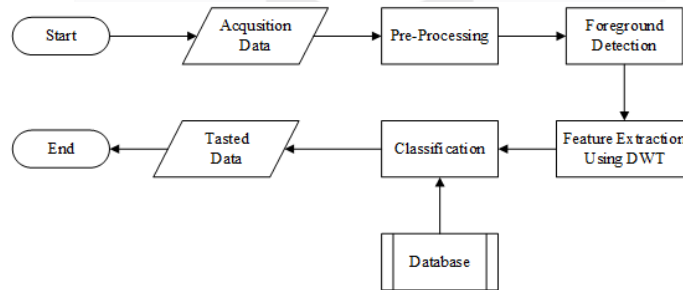 Start
Acqusition
Data
Pre-Processing
Foreground
Detection
Feature Extraction
Using DWT
Classification
Tasted
Data
End
Database